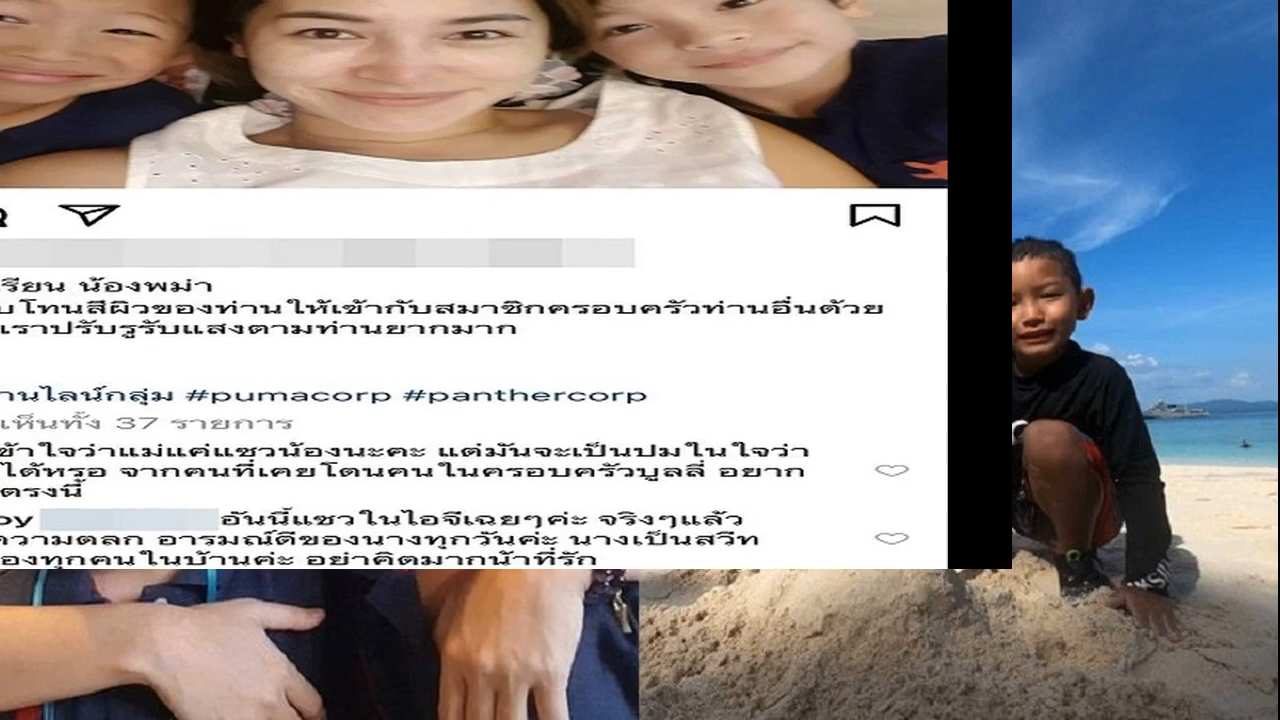 รียน น้องพม่า
บโทนสีผิวของท่านให้เข้ากับสมาชิกครอบครัวท่านอื่นด้วย
เราปรับรูรับแสงตามท่านยากมาก
านไลน์กลุ่ม #pumacorp #panthercorp
เห็นทั้ง 37 รายการ
ข้าใจว่าแม่แค่แซวน้องนะคะ แต่มันจะเป็นปมในใจว่า
ได้หรอ จากคนที่เคยโดนคนในครอบครัวบูลลี่ อยาก
ตรงนี้
oy อันนี้แซวในไอจีเฉยๆค่ะ จริงๆแล้ว
ความตลก อารมณ์ดีของนางทุกวันค่ะ นางเป็นสวีท
องทุกคนในบ้านค่ะ อย่าคิดมากน้าที่รัก